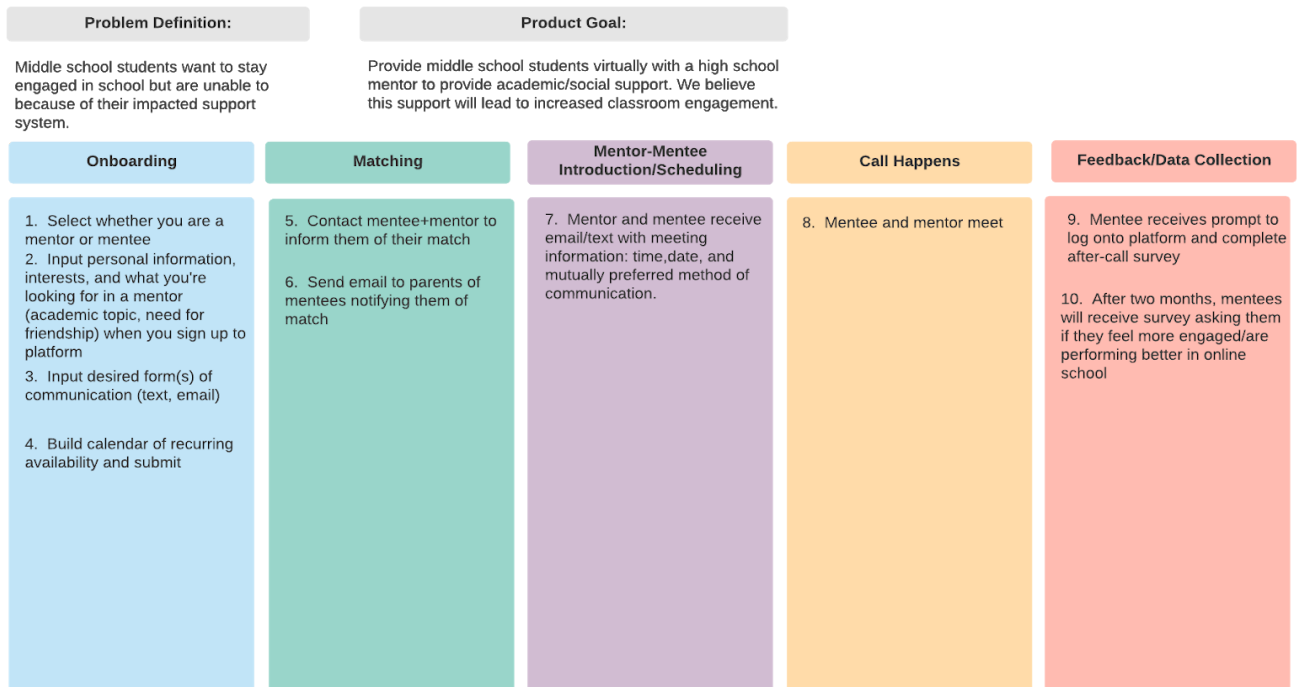 Problem Definition:
Product Goal:
Middle school students want to stay
engaged in school but are unable to
because of their impacted support
system.
Provide middle school students virtually with a high school
mentor to provide academic/social support. We believe
this support will lead to increased classroom engagement.
Onboarding
Matching
Mentor-Mentee
Introduction/Scheduling
Call Happens
Feedback/Data Collection
1. Select whether you are a
mentor or mentee
2. Input personal information,
interests, and what you're
looking for in a mentor
(academic topic, need for
friendship) when you sign up to
platform
3. Input desired form(s) of
communication (text, email)
4. Build calendar of recurring
availability and submit
5. Contact mentee+mentor to
inform them of their match
6. Send email to parents of
mentees notifying them of
match
7. Mentor and mentee receive
email/text with meeting
information: time,date, and
mutually preferred method of
communication.
8. Mentee and mentor meet
9. Mentee receives prompt to
log onto platform and complete
after-call survey
10. After two months, mentees
will receive survey asking them
if they feel more engaged/are
performing better in online
school